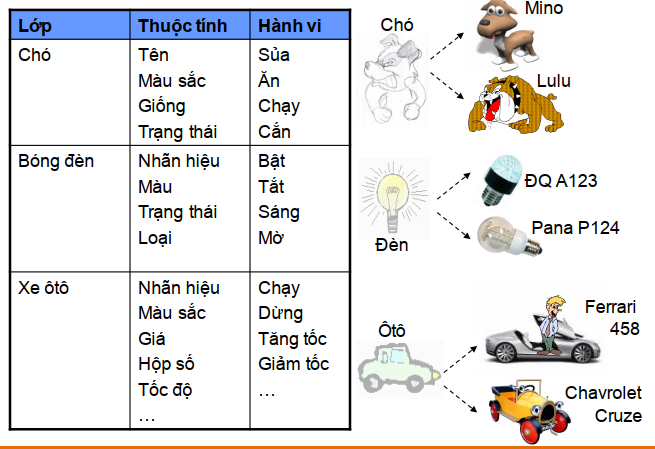 Lớp Thuộc tính Hành vi
Chó Tên Sủa
Màu sắc Ăn
Giống Chạy
Trạng thái Cắn
Bóng đèn Nhãn hiệu Bật
Màu Tắt
Trạng thái Sáng
Loại Mờ
Xe ôtô Nhãn hiệu Chạy
Màu sắc Dừng
Giá Tăng tốc
Hộp số Giảm tốc
Tốc độ …
…
Chó
Mino
Lulu
Đèn
ĐQ A123
Pana P124
Ôtô
Ferrari
458
Chavrolet
Cruze